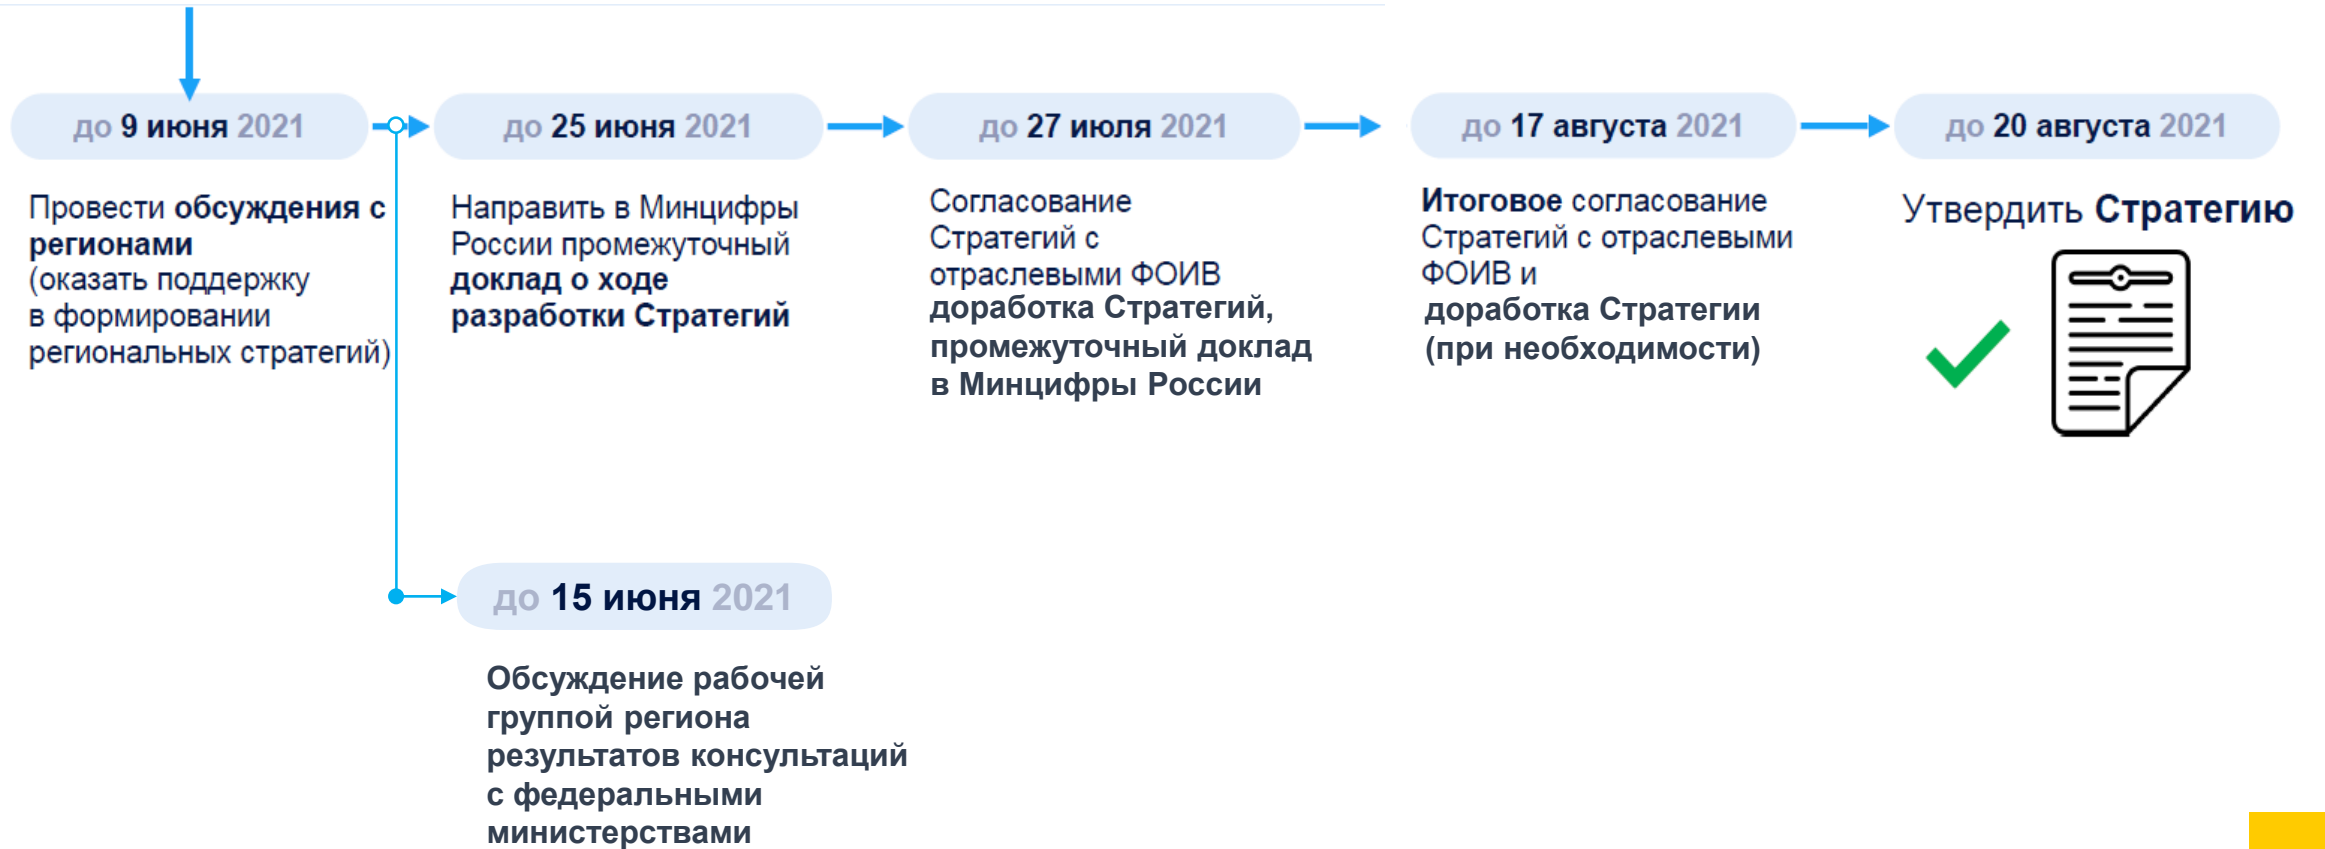 до 9 июня 2021
Провести обсуждения с
регионами
(оказать поддержку
в формировании
региональных стратегий)
до 25 июня 2021
Направить в Минцифры
России промежуточный
доклад о ходе
разработки Стратегий
до 27 июля 2021
Согласование
Стратегий с
отраслевыми ФОИВ
доработка Стратегий,
промежуточный доклад
в Минцифры России
до 17 августа 2021
Итоговое согласование
Стратегий с отраслевыми
ФОИВ и
доработка Стратегии
(при необходимости)
до 20 августа 2021
Утвердить Стратегию
до 15 июня 2021
Обсуждение рабочей
группой региона
результатов консультаций
с федеральными
министерствами